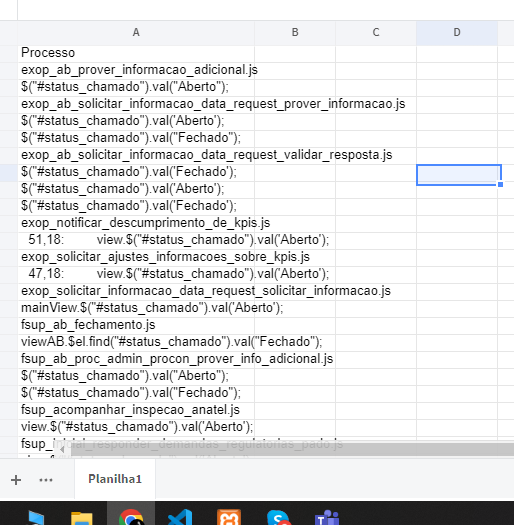 A B C D
Processo
exop_ab_prover_informacao_adicional.js
$("#status_chamado").val("Aberto");
exop_ab_solicitar_informacao_data_request_prover_informacao.js
$("#status_chamado").val('Aberto');
$("#status_chamado").val("Fechado");
exop_ab_solicitar_informacao_data_request_validar_resposta.js
$("#status_chamado").val('Fechado');
$("#status_chamado").val('Aberto');
$("#status_chamado").val('Fechado');
exop_notificar_descumprimento_de_kpis.js
51,18: view.$("#status_chamado").val('Aberto');
exop_solicitar_ajustes_informacoes_sobre_kpis.js
47,18: view.$("#status_chamado").val('Aberto');
exop_solicitar_informacao_data_request_solicitar_informacao.js
mainView.$("#status_chamado").val('Aberto');
fsup_ab_fechamento.js
viewAB.$el.find("#status_chamado").val("Fechado");
fsup_ab_proc_admin_procon_prover_info_adicional.js
$("#status_chamado").val("Aberto");
$("#status_chamado").val("Fechado");
fsup_acompanhar_inspecao_anatel.js
view.$("#status_chamado").val('Aberto');
Planilha1